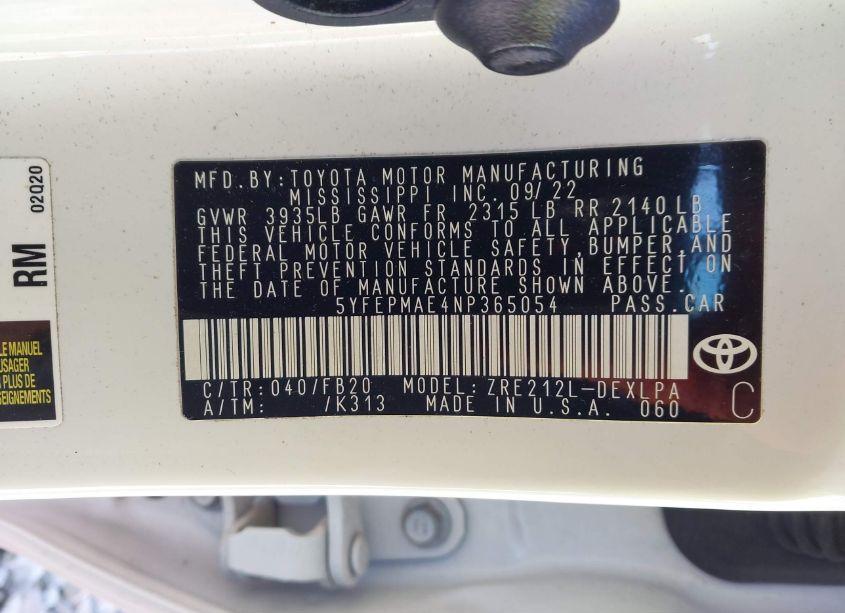 MFD.BY:TOYOTA MOTOR MANUFACTURING
MISSISSIPPI INC. 09/22
GVWR 3935LB GAWR FR 2315 LB RR 2140 LB
THIS VEHICLE CONFORMS TO ALL APPLICABLE
FEDERAL MOTOR VEHICLE SAFETY,BUMPER,AND
THEFT PREVENTION STANDARDS IN EFFECT ON
THE DATE OF MANUFACTURE SHOWN ABOVE.
5YFEPMAE4NP365054 PASS.CAR
C/TR:040/FB20 MODEL:ZRE212L-DEXLPA
A/TM: /K313 MADE IN U.S.A. 060
C
RM
02Q20
LE MANUEL
USAGER
PLUS DE
SEIGNEMENTS